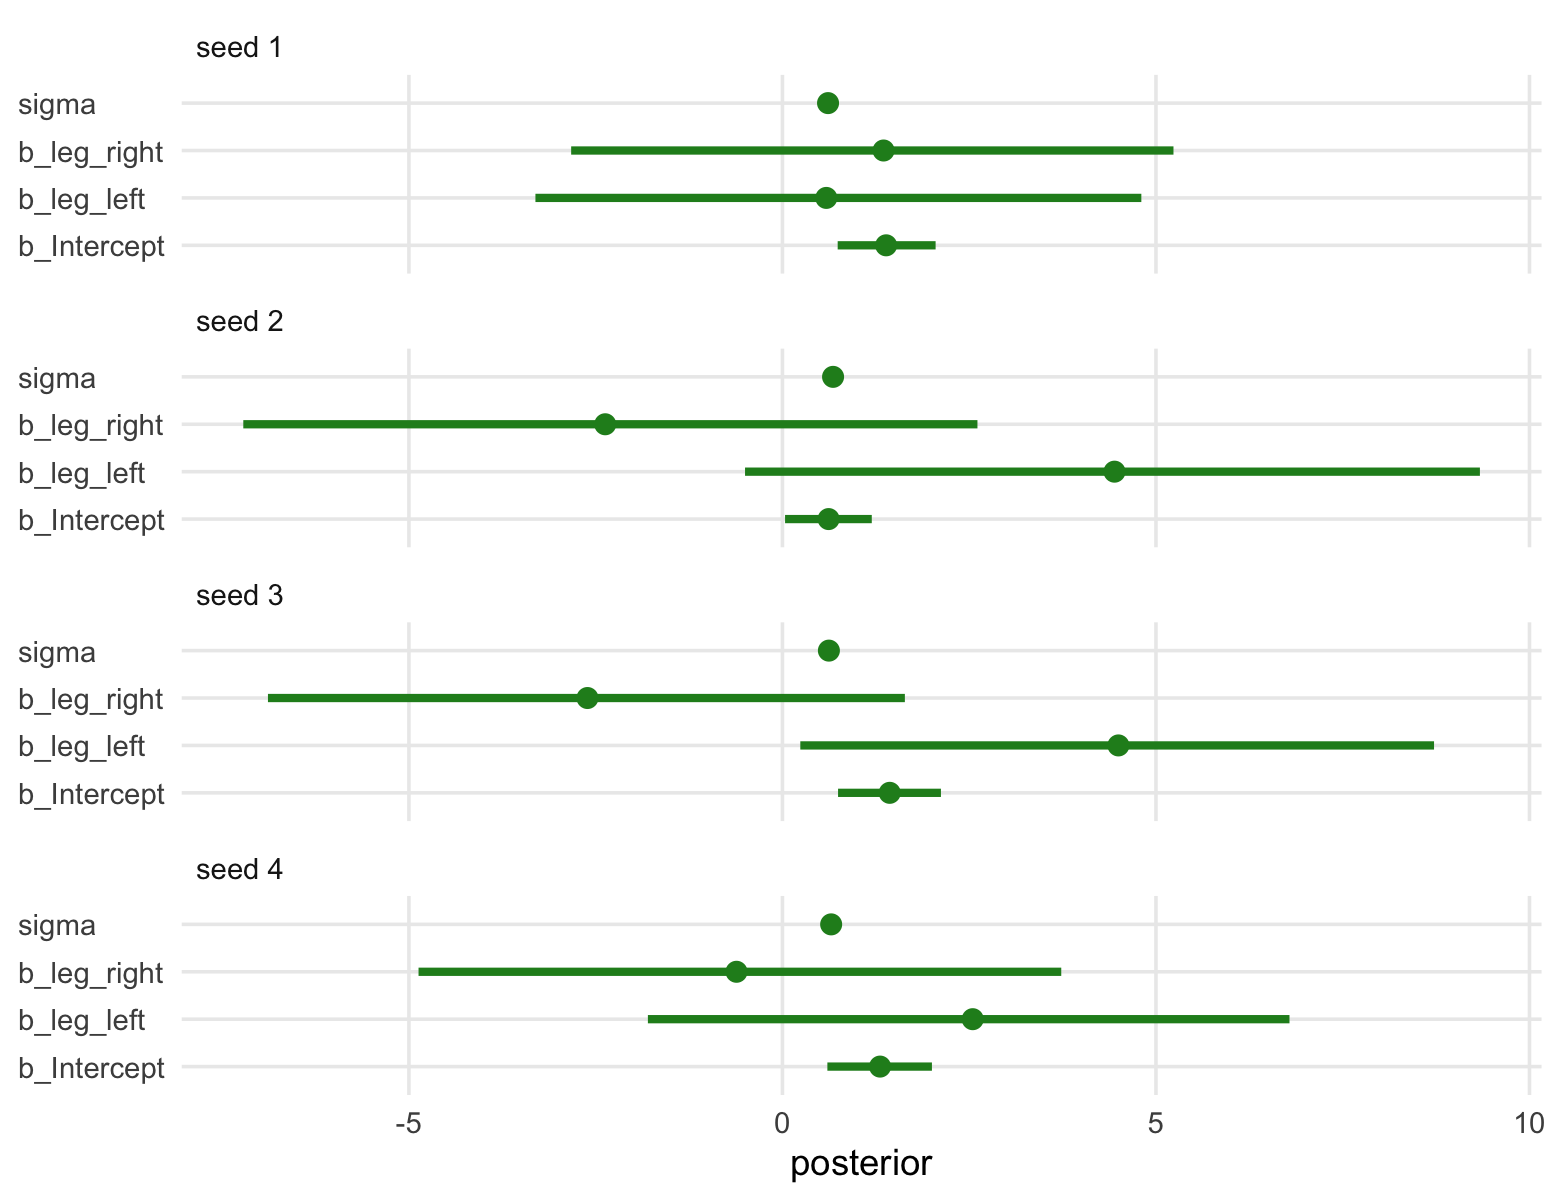 seed 1
sigma
b_leg_right
b_leg_left
b_Intercept
seed 2
sigma
b_leg_right
b_leg_left
b_Intercept
seed 3
sigma
b_leg_right
b_leg_left
b_Intercept
seed 4
sigma
b_leg_right
b_leg_left
b_Intercept
-5 0 5 10
posterior